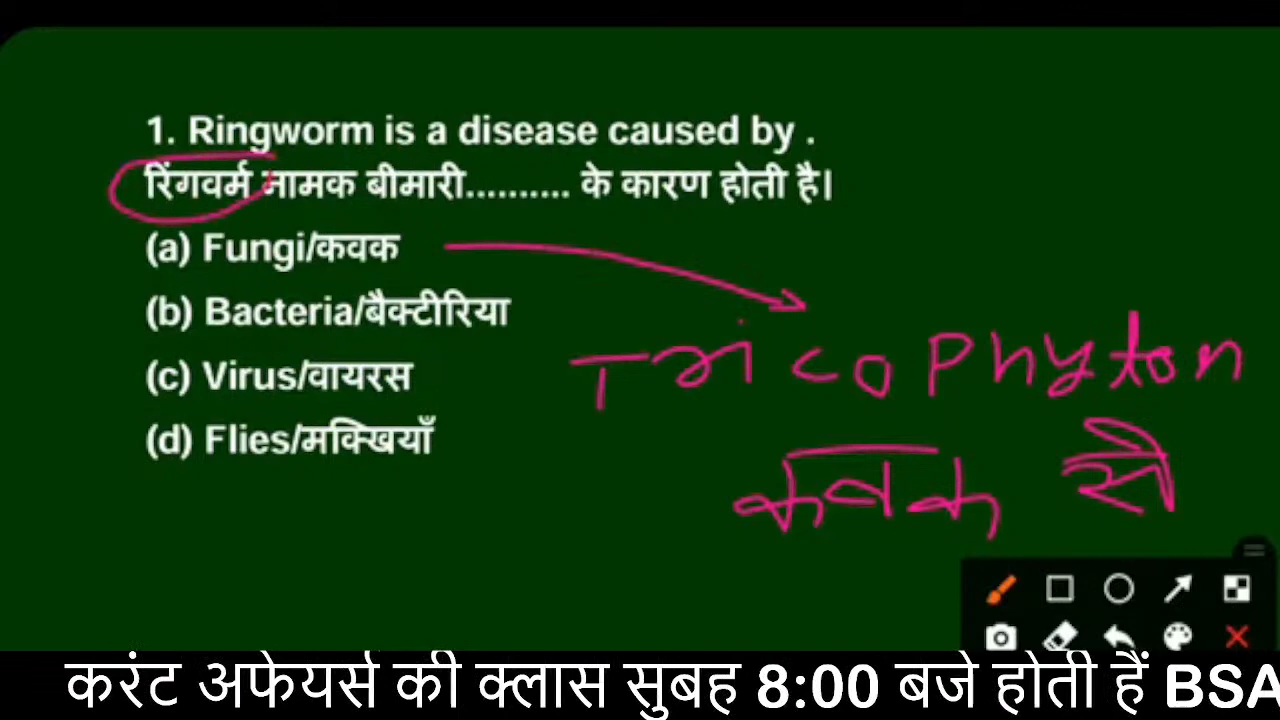 1. Ringworm is a disease caused by .
रिंगवर्म नामक बीमारी.......... के कारण होती है।
(a) Fungi/कवक
(b) Bacteria/बैक्टीरिया
(c) Virus/वायरस
(d) Flies/मक्खियाँ
Tricophyton
कवक से
करंट अफेयर्स की क्लास सुबह 8:00 बजे होती हैं BSA